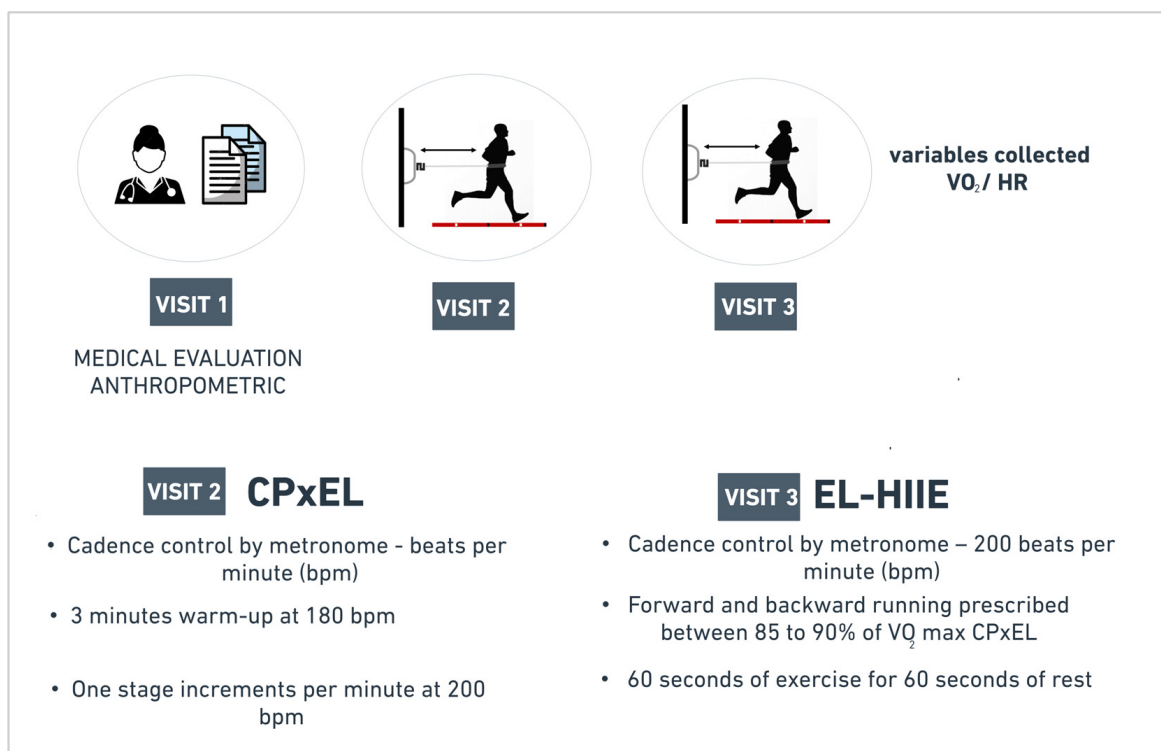 variables collected
VO₂/ HR
VISIT 1
VISIT 2
VISIT 3
MEDICAL EVALUATION
ANTHROPOMETRIC
VISIT 2 CPxEL
• Cadence control by metronome - beats per
minute (bpm)
• 3 minutes warm-up at 180 bpm
• One stage increments per minute at 200
bpm
VISIT 3 EL-HIIE
• Cadence control by metronome – 200 beats per
minute (bpm)
• Forward and backward running prescribed
between 85 to 90% of VO₂ max CPxEL
• 60 seconds of exercise for 60 seconds of rest